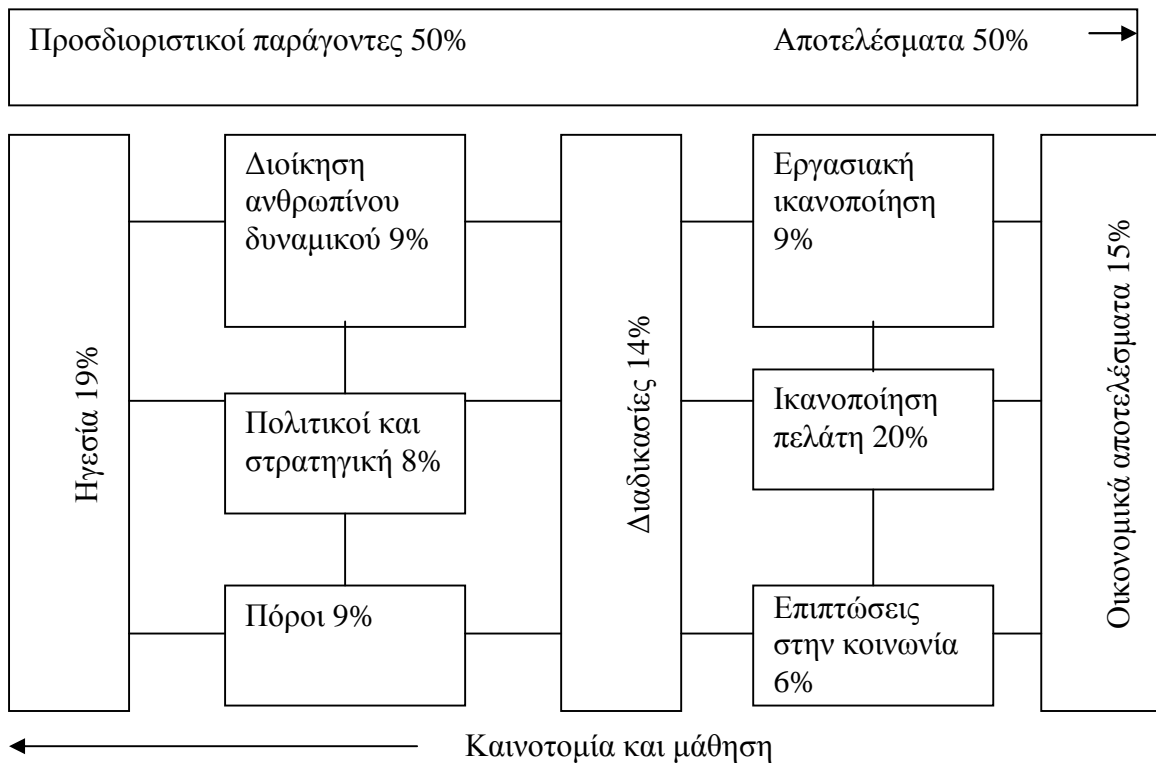 Προσδιοριστικοί παράγοντες 50%
Αποτελέσματα 50%
Ηγεσία 19%
Διοίκηση
ανθρωπίνου
δυναμικού 9%
Πολιτικοί και
στρατηγική 8%
Πόροι 9%
Διαδικασίες 14%
Εργασιακή
ικανοποίηση
9%
Ικανοποίηση
πελάτη 20%
Επιπτώσεις
στην κοινωνία
6%
Οικονομικά αποτελέσματα 15%
Καινοτομία και μάθηση